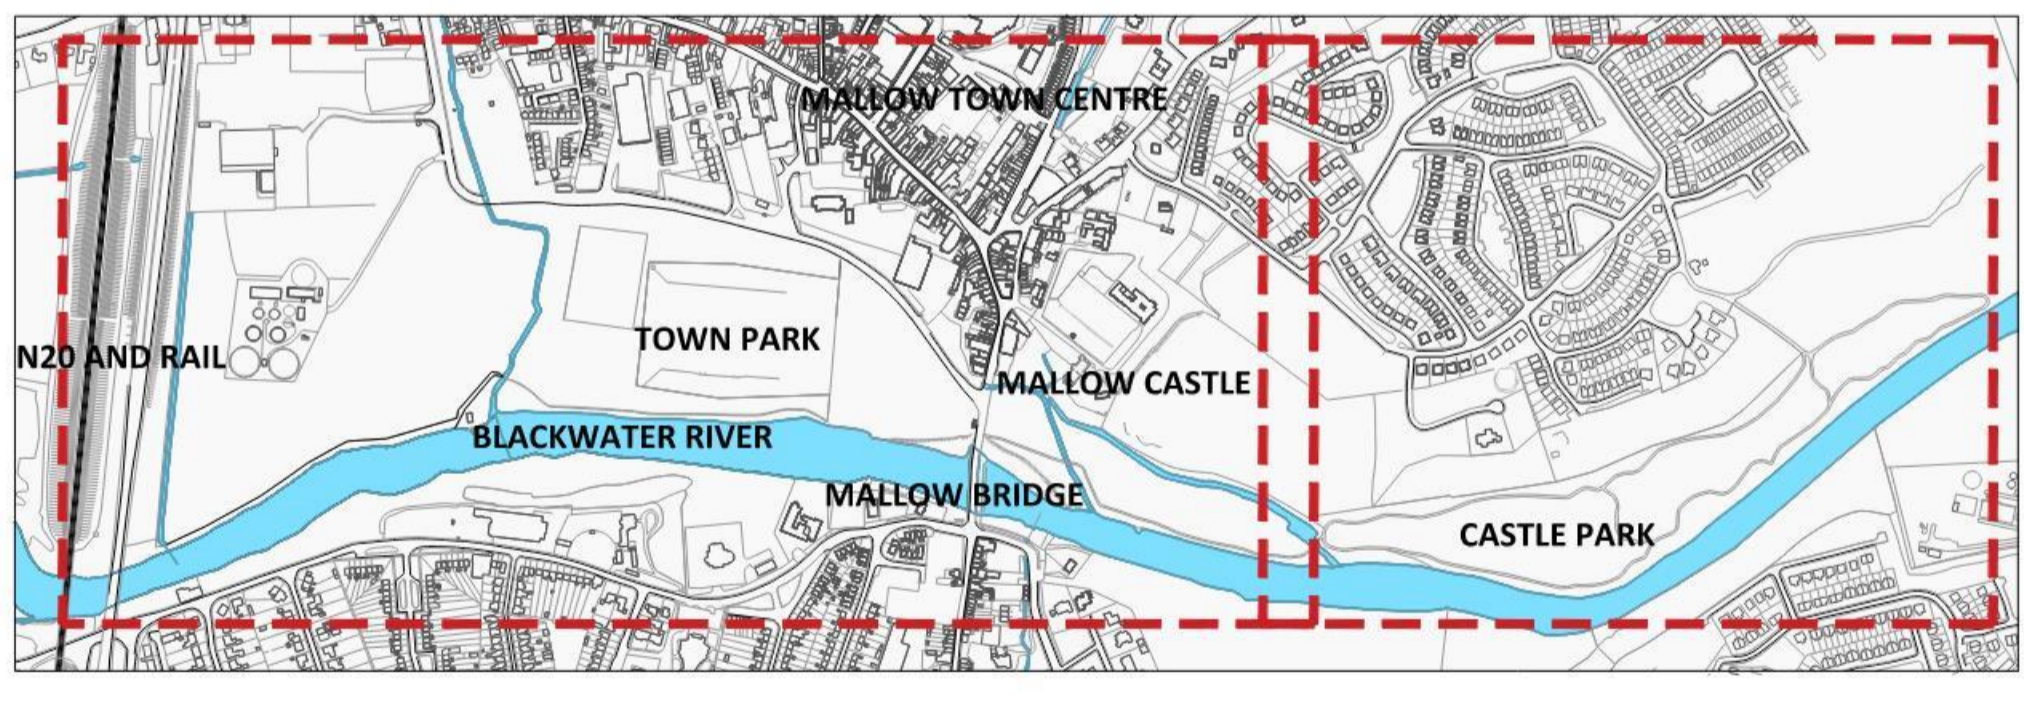 MALLOW TOWN CENTRE
TOWN PARK
N20 AND RAIL
MALLOW CASTLE
BLACKWATER RIVER
MALLOW BRIDGE
CASTLE PARK